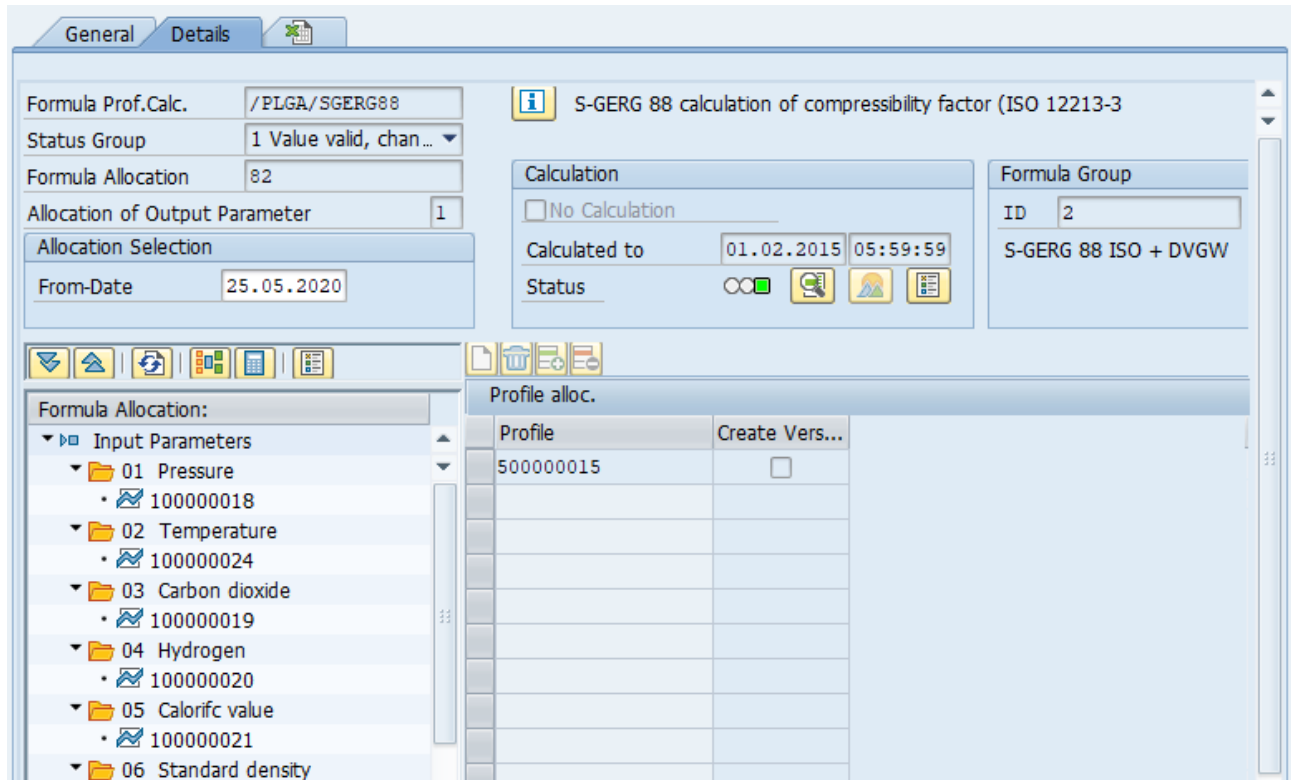 General Details
Formula Prof.Calc. /PLGA/SGERG88
S-GERG 88 calculation of compressibility factor (ISO 12213-3
Status Group 1 Value valid, chan...
Formula Allocation 82
Allocation of Output Parameter 1
Allocation Selection
From-Date 25.05.2020
Calculation
No Calculation
Calculated to 01.02.2015 05:59:59
Status
Formula Group
ID 2
S-GERG 88 ISO + DVGW
Formula Allocation:
Input Parameters
01 Pressure
100000018
02 Temperature
100000024
03 Carbon dioxide
100000019
04 Hydrogen
100000020
05 Calorifc value
100000021
06 Standard density
Profile alloc.
Profile Create Vers...
500000015